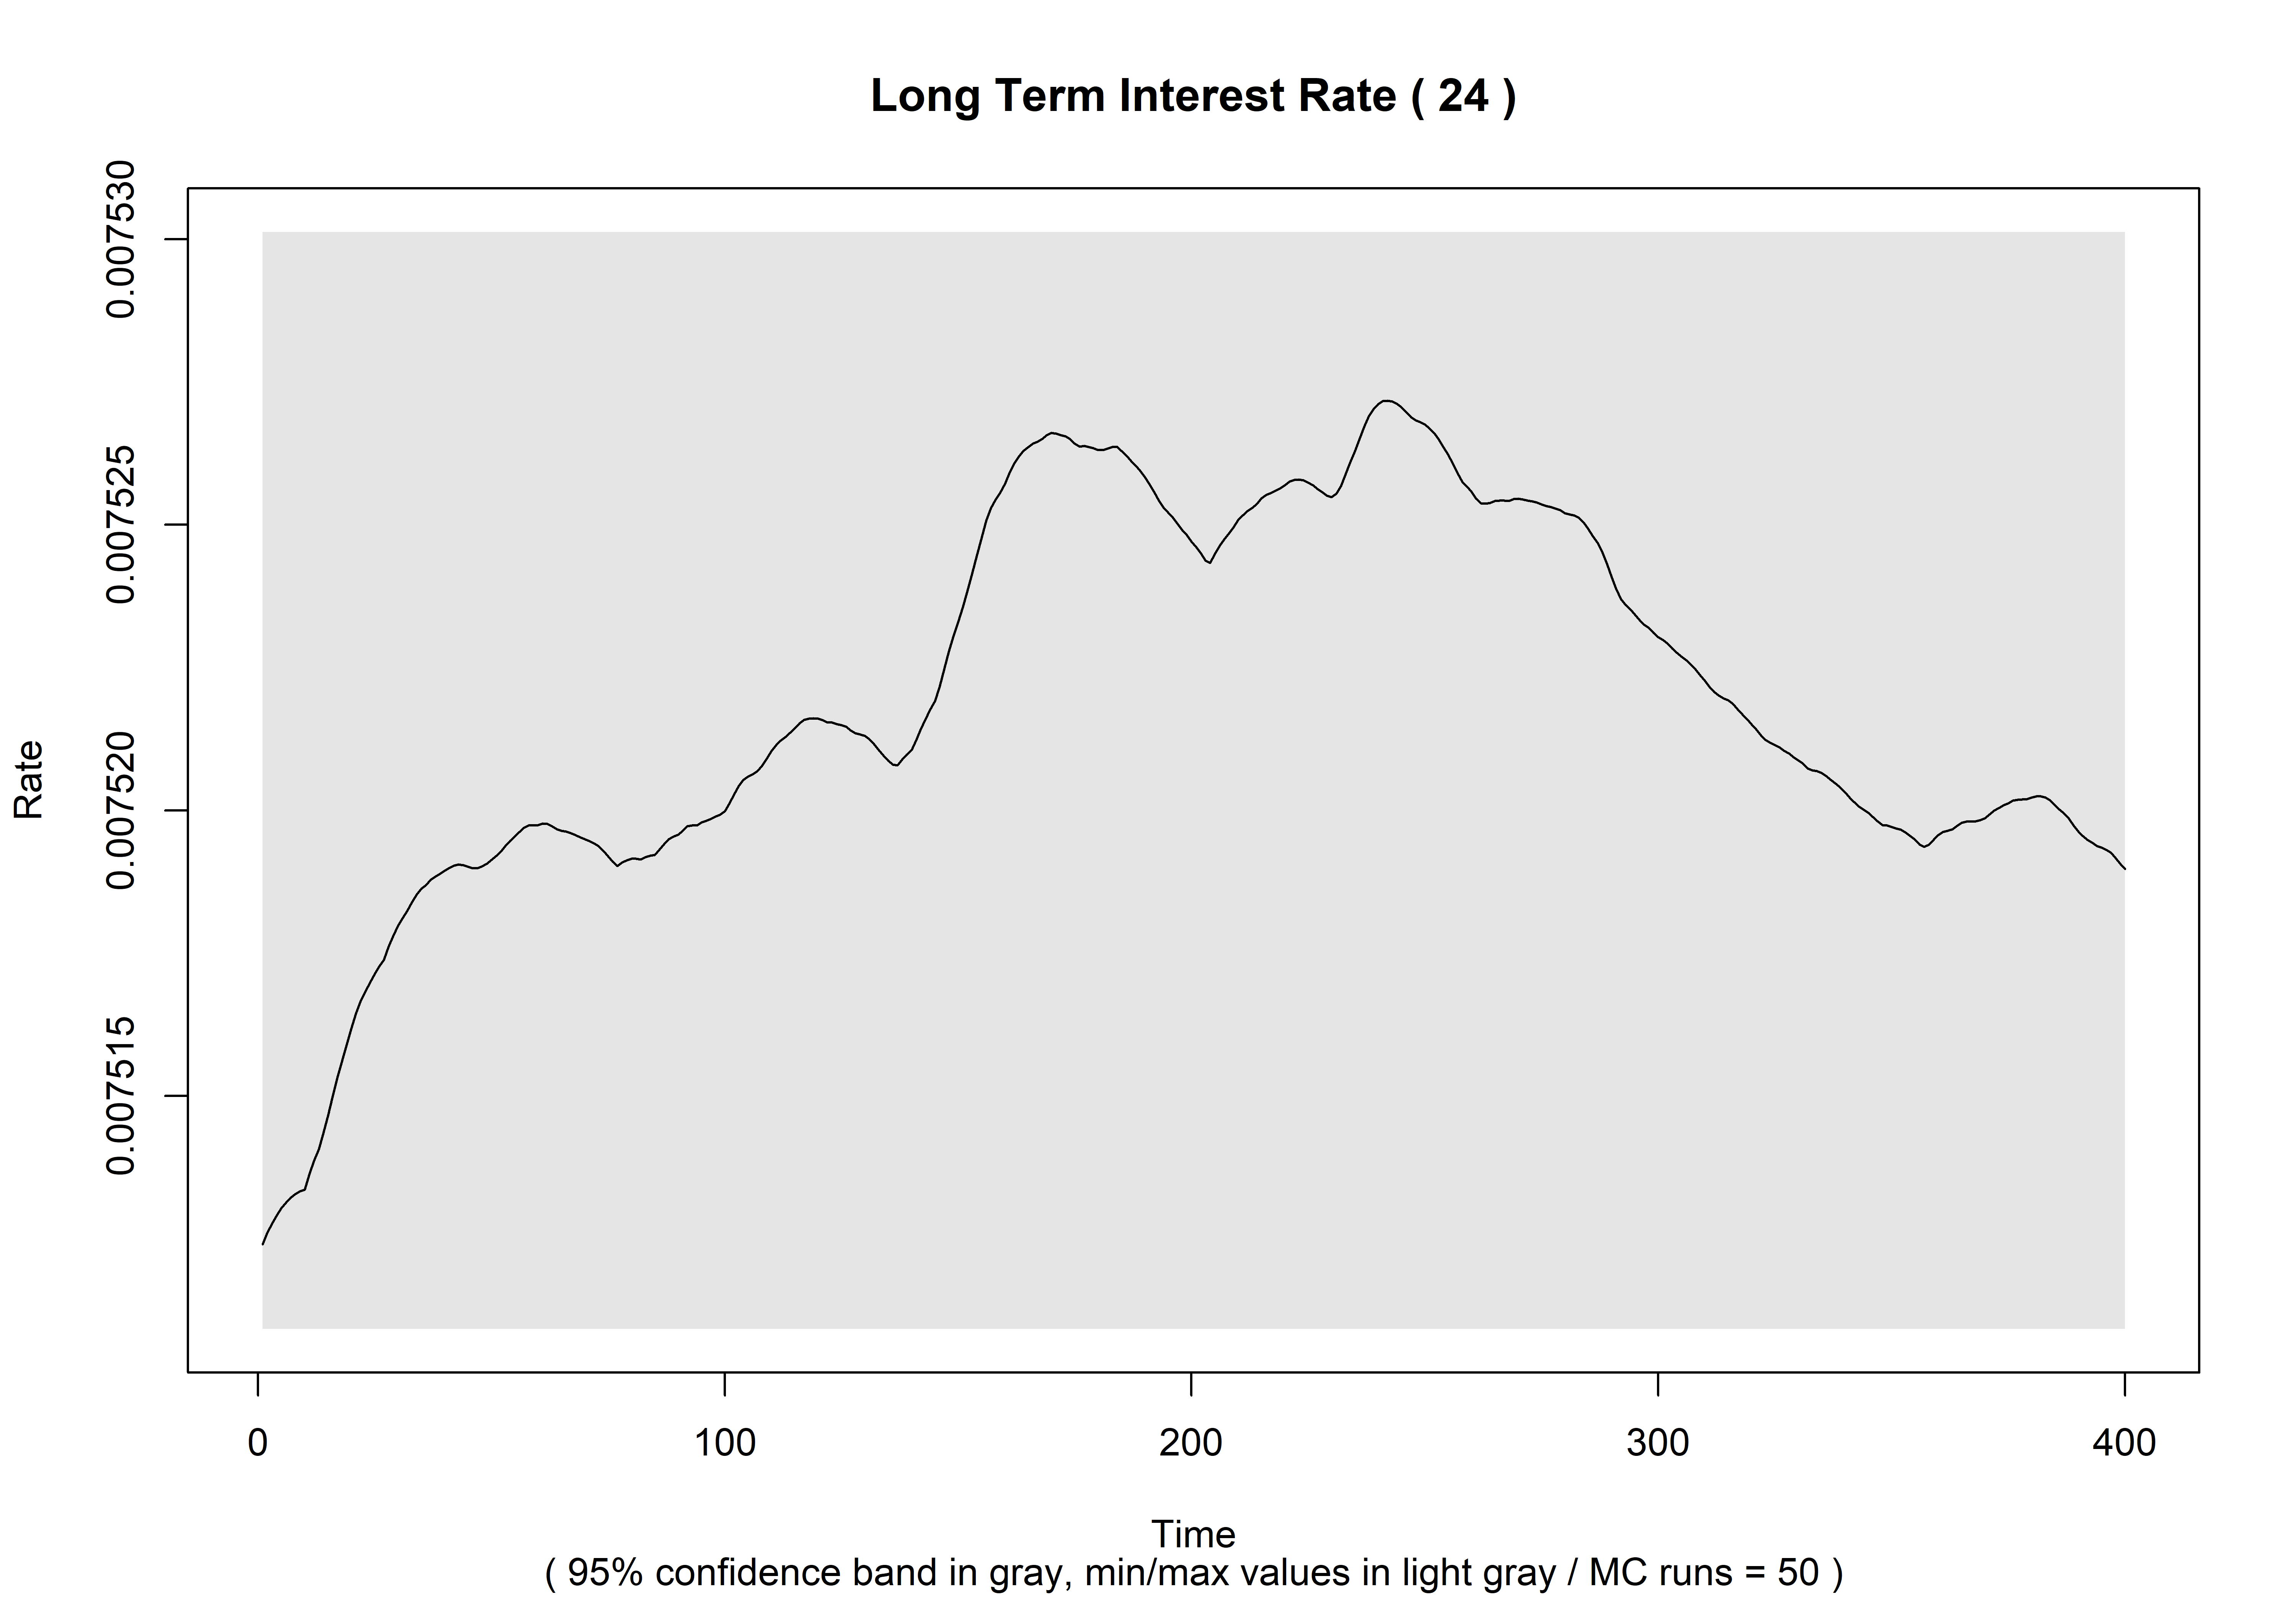 Long Term Interest Rate ( 24 )
Rate
0.007530
0.007525
0.007520
0.007515
0 100 200 300 400
Time
( 95% confidence band in gray, min/max values in light gray / MC runs = 50 )